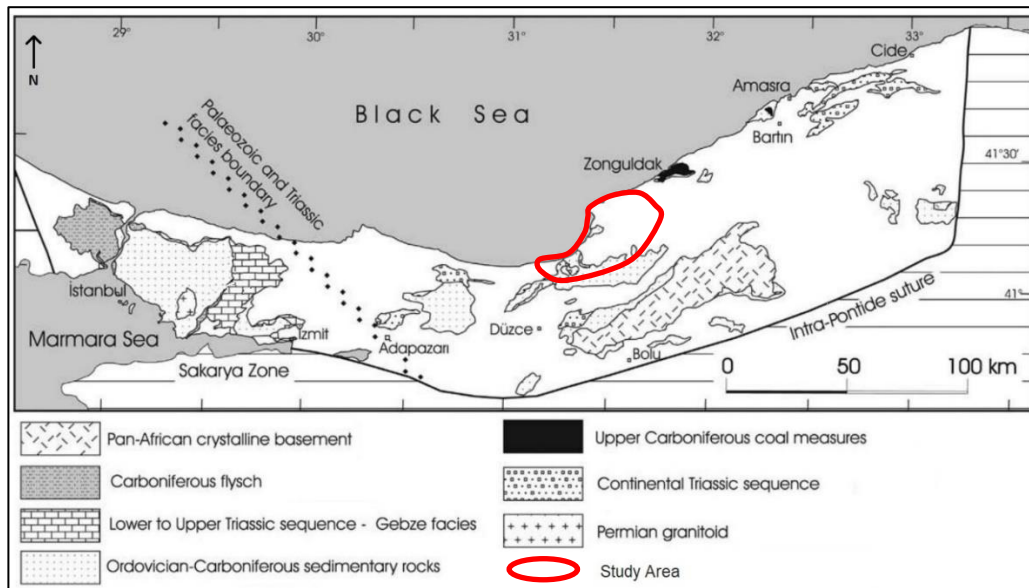 29°
30°
31°
32°
33°
N
Cide
Amasra
Black Sea
Bartın
Palaeozoic and Triassic
facies boundary
Zonguldak
41°30'
İstanbul
41°
Düzce
Intra-Pontide suture
İzmit
Marmara Sea
Adapazarı
Bolu
Sakarya Zone
0 50 100 km
Pan-African crystalline basement
Carboniferous flysch
Lower to Upper Triassic sequence - Gebze facies
Ordovician-Carboniferous sedimentary rocks
Upper Carboniferous coal measures
Continental Triassic sequence
Permian granitoid
Study Area